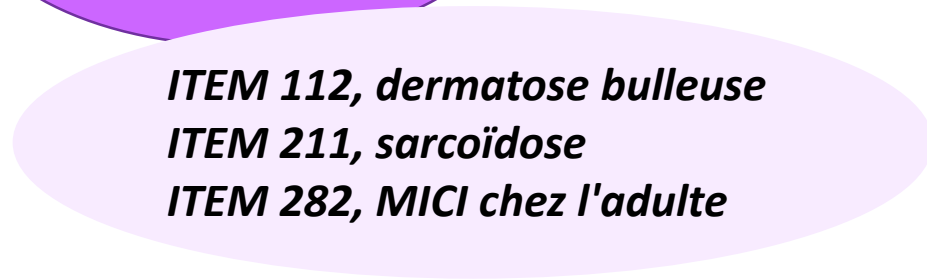 ITEM 112, dermatose bulleuse
ITEM 211, sarcoïdose
ITEM 282, MICI chez l'adulte